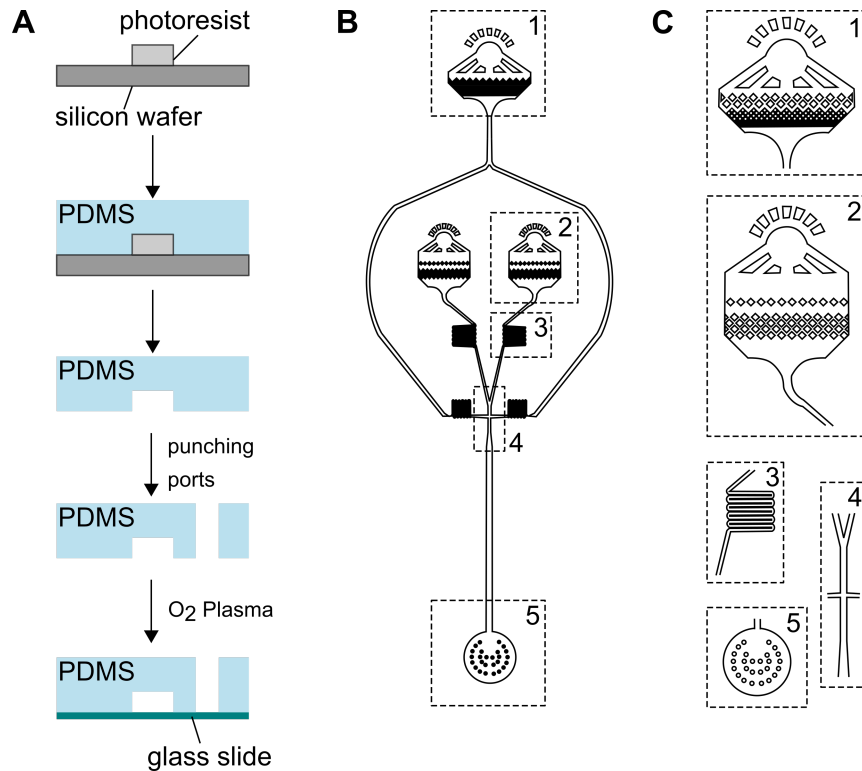 A
photoresist
silicon wafer
PDMS
PDMS
punching
ports
PDMS
O2 Plasma
PDMS
glass slide
B
1
2
3
4
5
C
1
2
3
4
5